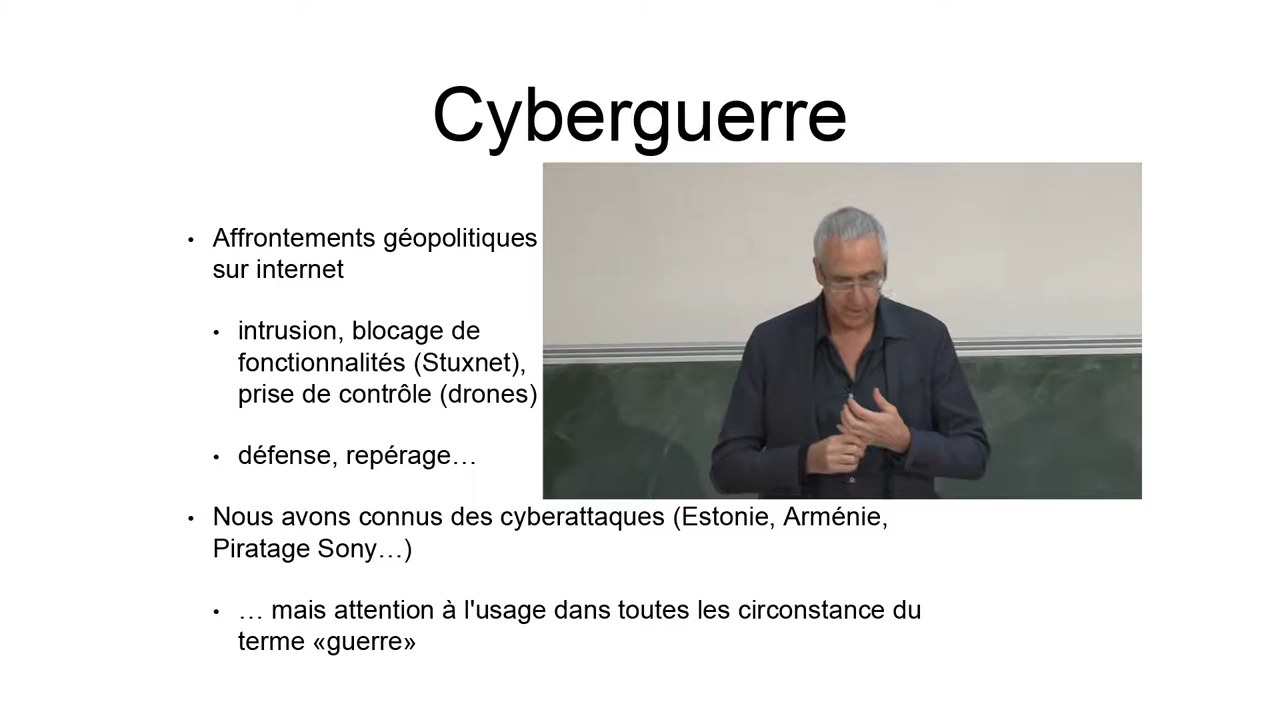 Cyberguerre
• Affrontements géopolitiques
sur internet
• intrusion, blocage de
fonctionnalités (Stuxnet),
prise de contrôle (drones)
• défense, repérage…
• Nous avons connus des cyberattaques (Estonie, Arménie,
Piratage Sony…)
• … mais attention à l'usage dans toutes les circonstance du
terme «guerre»